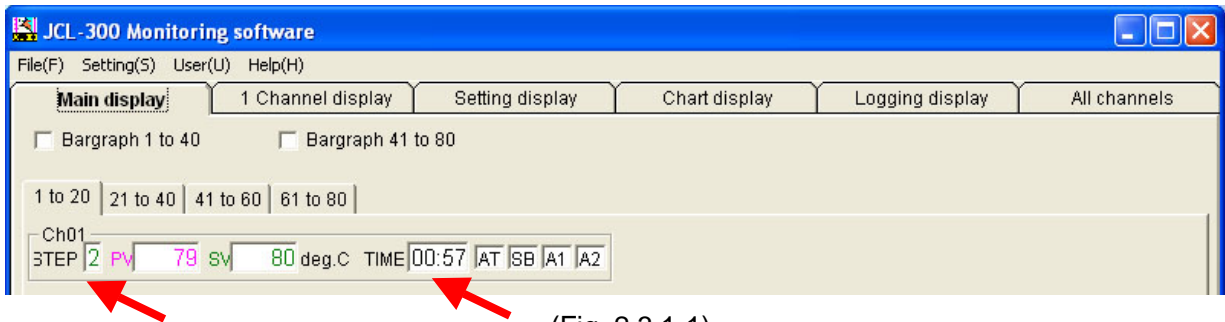 JCL-300 Monitoring software
File(F) Setting(S) User(U) Help(H)
Main display 1 Channel display Setting display Chart display Logging display All channels
Bargraph 1 to 40 Bargraph 41 to 80
1 to 20 21 to 40 41 to 60 61 to 80
Ch01
STEP 2 PV 79 SV 80 deg.C TIME 00:57 AT SB A1 A2